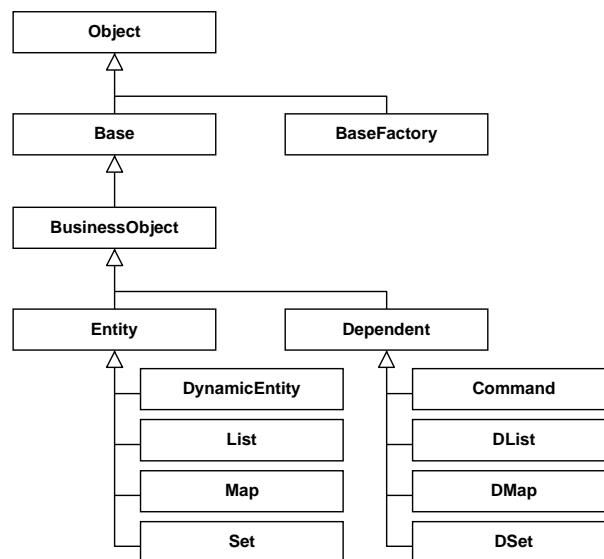 Object
Base
BaseFactory
BusinessObject
Entity
Dependent
DynamicEntity
Command
List
DList
Map
DMap
Set
DSet